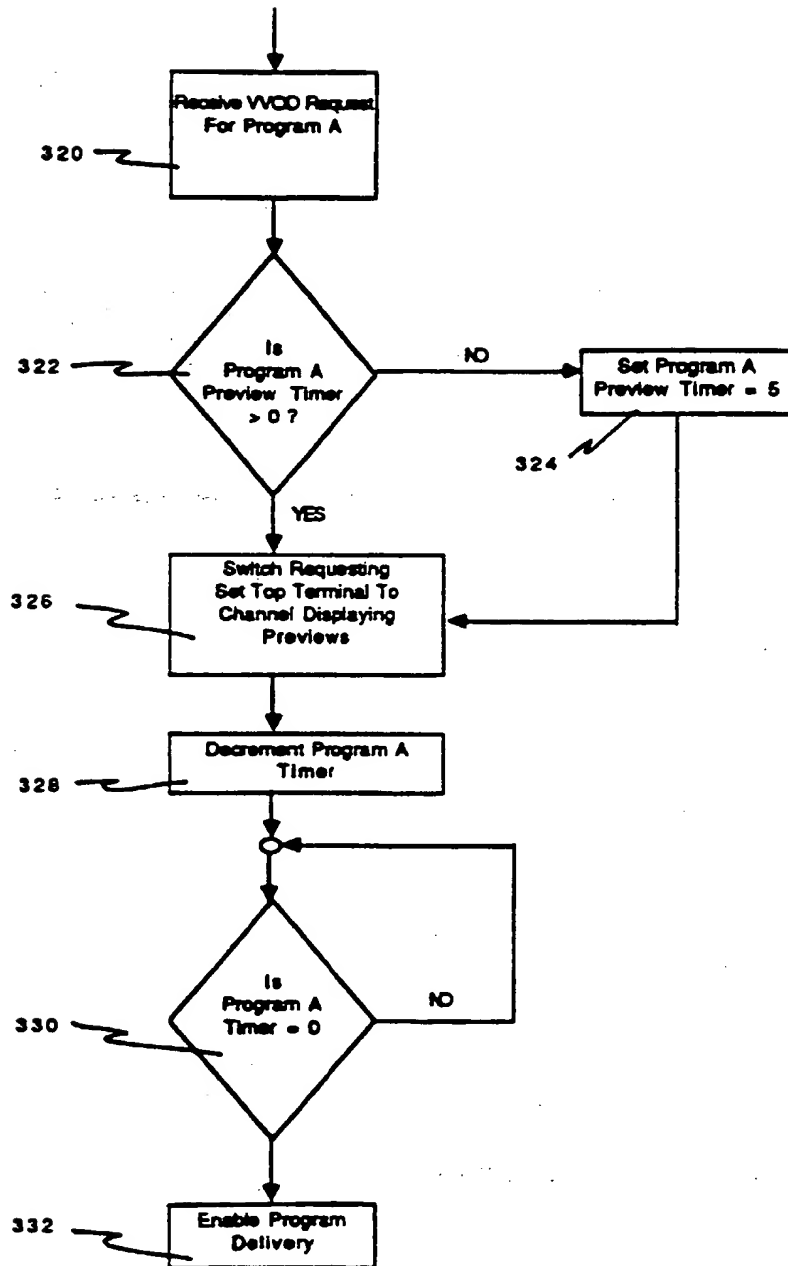 Receive VVOD Request
For Program A
320
Is
Program A
Preview Timer
> 0 ?
322
NO
Set Program A
Preview Timer = 5
324
YES
Switch Requesting
Set Top Terminal To
Channel Displaying
Previews
326
Decrement Program A
Timer
328
Is
Program A
Timer = 0
NO
330
Enable Program
Delivery
332